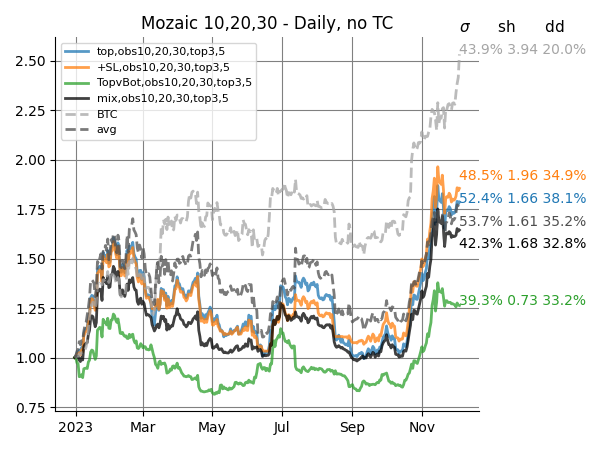 Mozaic 10,20,30 - Daily, no TC
σ sh dd
top,obs10,20,30,top3,5
+SL,obs10,20,30,top3,5
TopvBot,obs10,20,30,top3,5
mix,obs10,20,30,top3,5
BTC
avg
43.9% 3.94 20.0%
48.5% 1.96 34.9%
52.4% 1.66 38.1%
53.7% 1.61 35.2%
42.3% 1.68 32.8%
39.3% 0.73 33.2%
2.50
2.25
2.00
1.75
1.50
1.25
1.00
0.75
2023 Mar May Jul Sep Nov